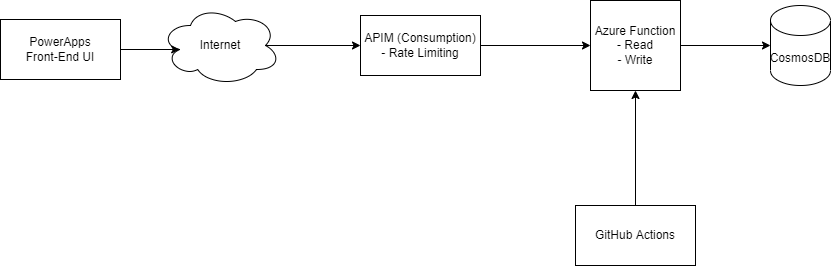 PowerApps
Front-End UI
Internet
APIM (Consumption)
- Rate Limiting
Azure Function
- Read
- Write
CosmosDB
GitHub Actions